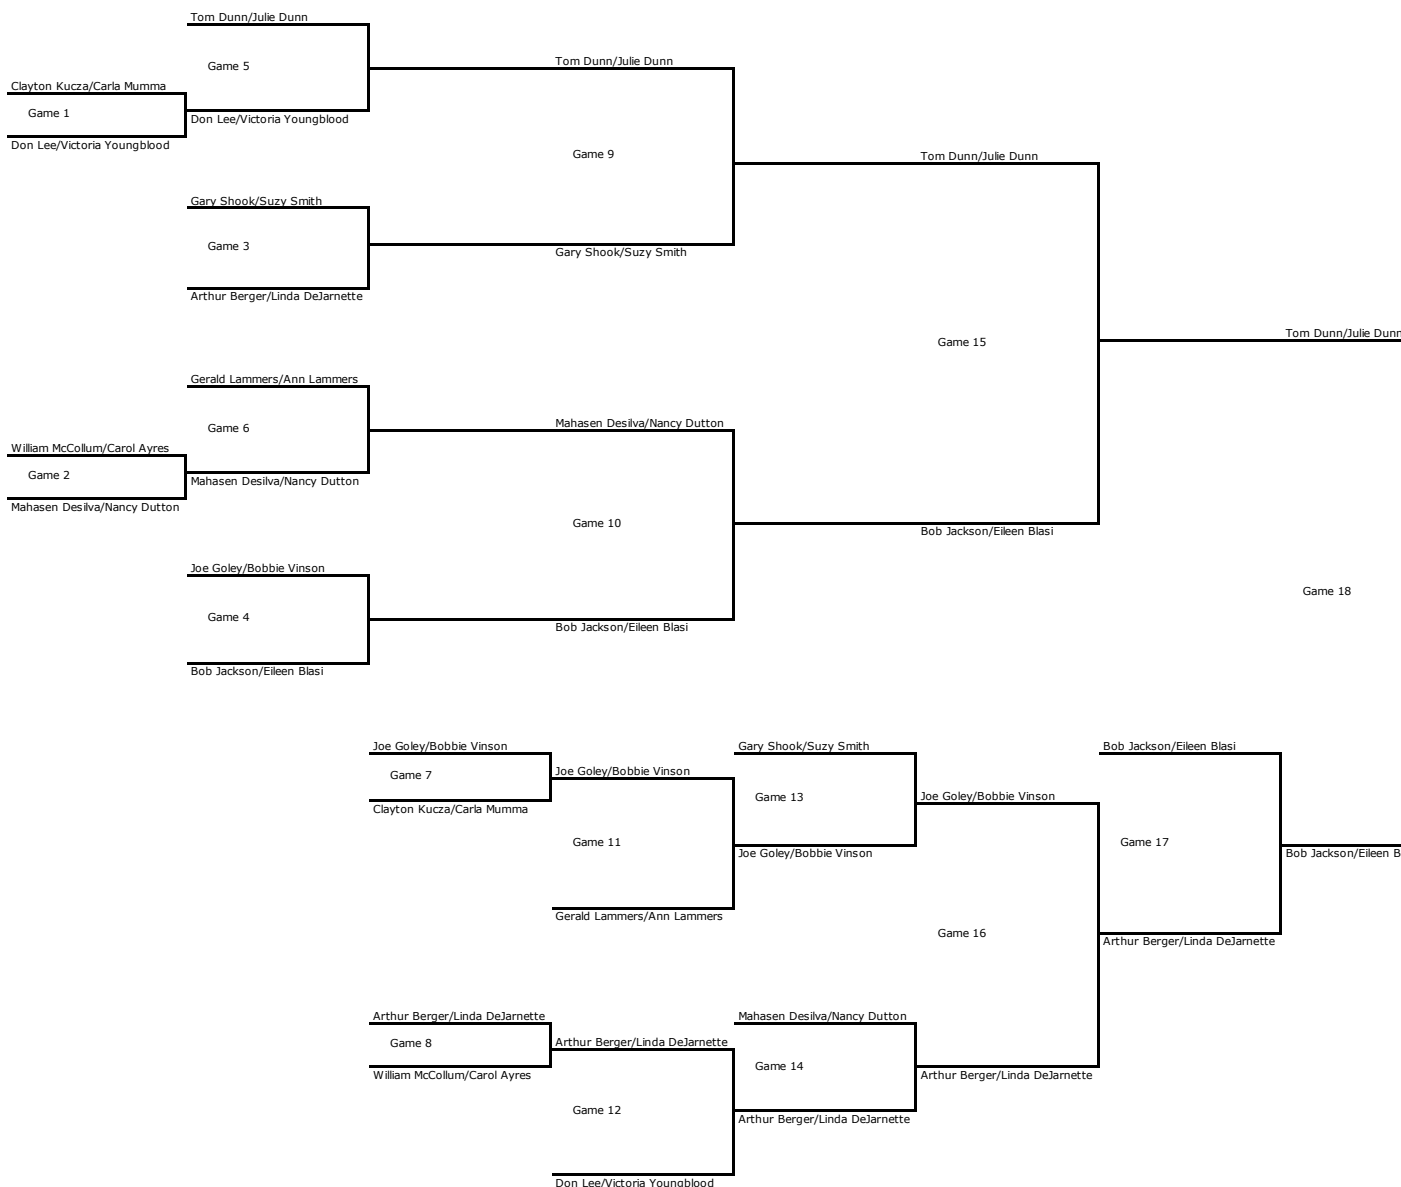 Tom Dunn/Julie Dunn
Game 5
Tom Dunn/Julie Dunn
Clayton Kucza/Carla Mumma
Game 1
Don Lee/Victoria Youngblood
Don Lee/Victoria Youngblood
Game 9
Tom Dunn/Julie Dunn
Gary Shook/Suzy Smith
Game 3
Gary Shook/Suzy Smith
Arthur Berger/Linda DeJarnette
Game 15
Tom Dunn/Julie Dunn
Gerald Lammers/Ann Lammers
Game 6
Mahasen Desilva/Nancy Dutton
William McCollum/Carol Ayres
Game 2
Mahasen Desilva/Nancy Dutton
Mahasen Desilva/Nancy Dutton
Game 10
Bob Jackson/Eileen Blasi
Joe Goley/Bobbie Vinson
Game 18
Game 4
Bob Jackson/Eileen Blasi
Bob Jackson/Eileen Blasi
Joe Goley/Bobbie Vinson
Gary Shook/Suzy Smith
Bob Jackson/Eileen Blasi
Game 7
Joe Goley/Bobbie Vinson
Game 13
Joe Goley/Bobbie Vinson
Clayton Kucza/Carla Mumma
Game 11
Game 17
Joe Goley/Bobbie Vinson
Bob Jackson/Eileen B
Gerald Lammers/Ann Lammers
Game 16
Arthur Berger/Linda DeJarnette
Arthur Berger/Linda DeJarnette
Mahasen Desilva/Nancy Dutton
Game 8
Arthur Berger/Linda DeJarnette
Game 14
William McCollum/Carol Ayres
Arthur Berger/Linda DeJarnette
Game 12
Arthur Berger/Linda DeJarnette
Don Lee/Victoria Youngblood